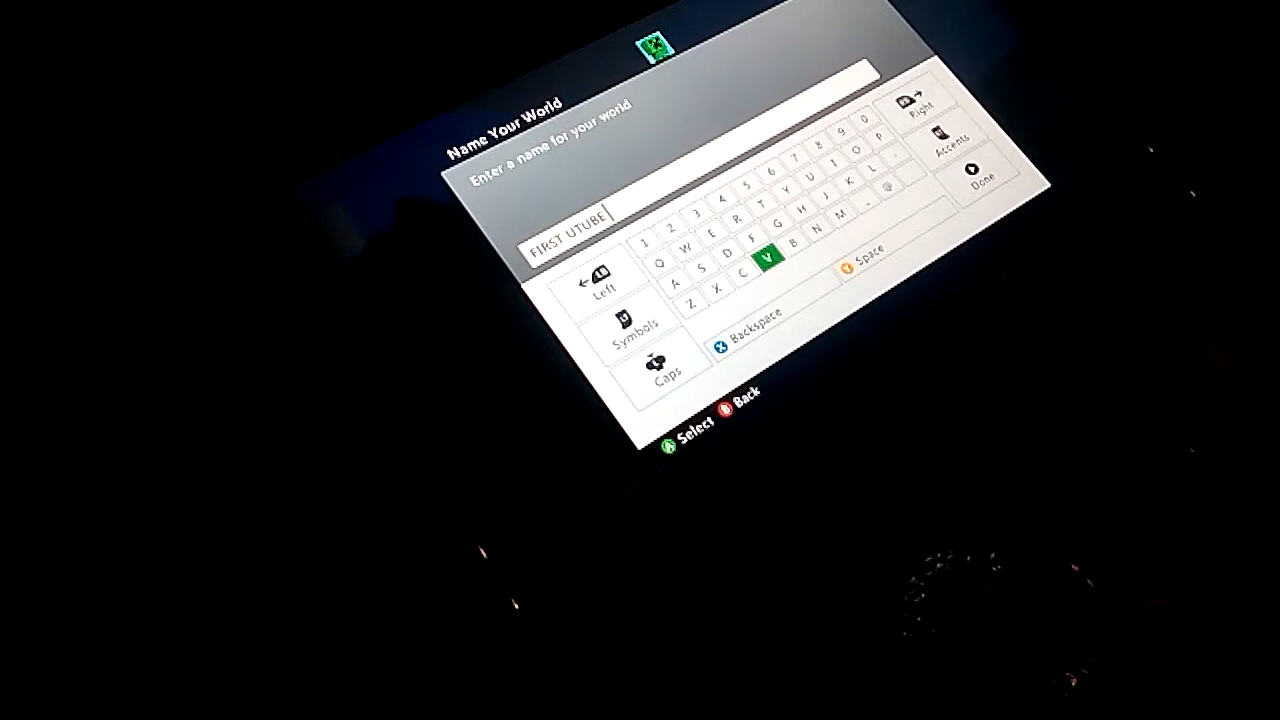 Name Your World
Enter a name for your world
FIRST UTUBE
1 2 3 4 5 6 7 8 9 0
Q W E R T Y U I O P
A S D F G H J K L -
Z X C V B N M _ @ .
Left
Symbols
Caps
Right
Accents
Done
Backspace
Space
Select
Back